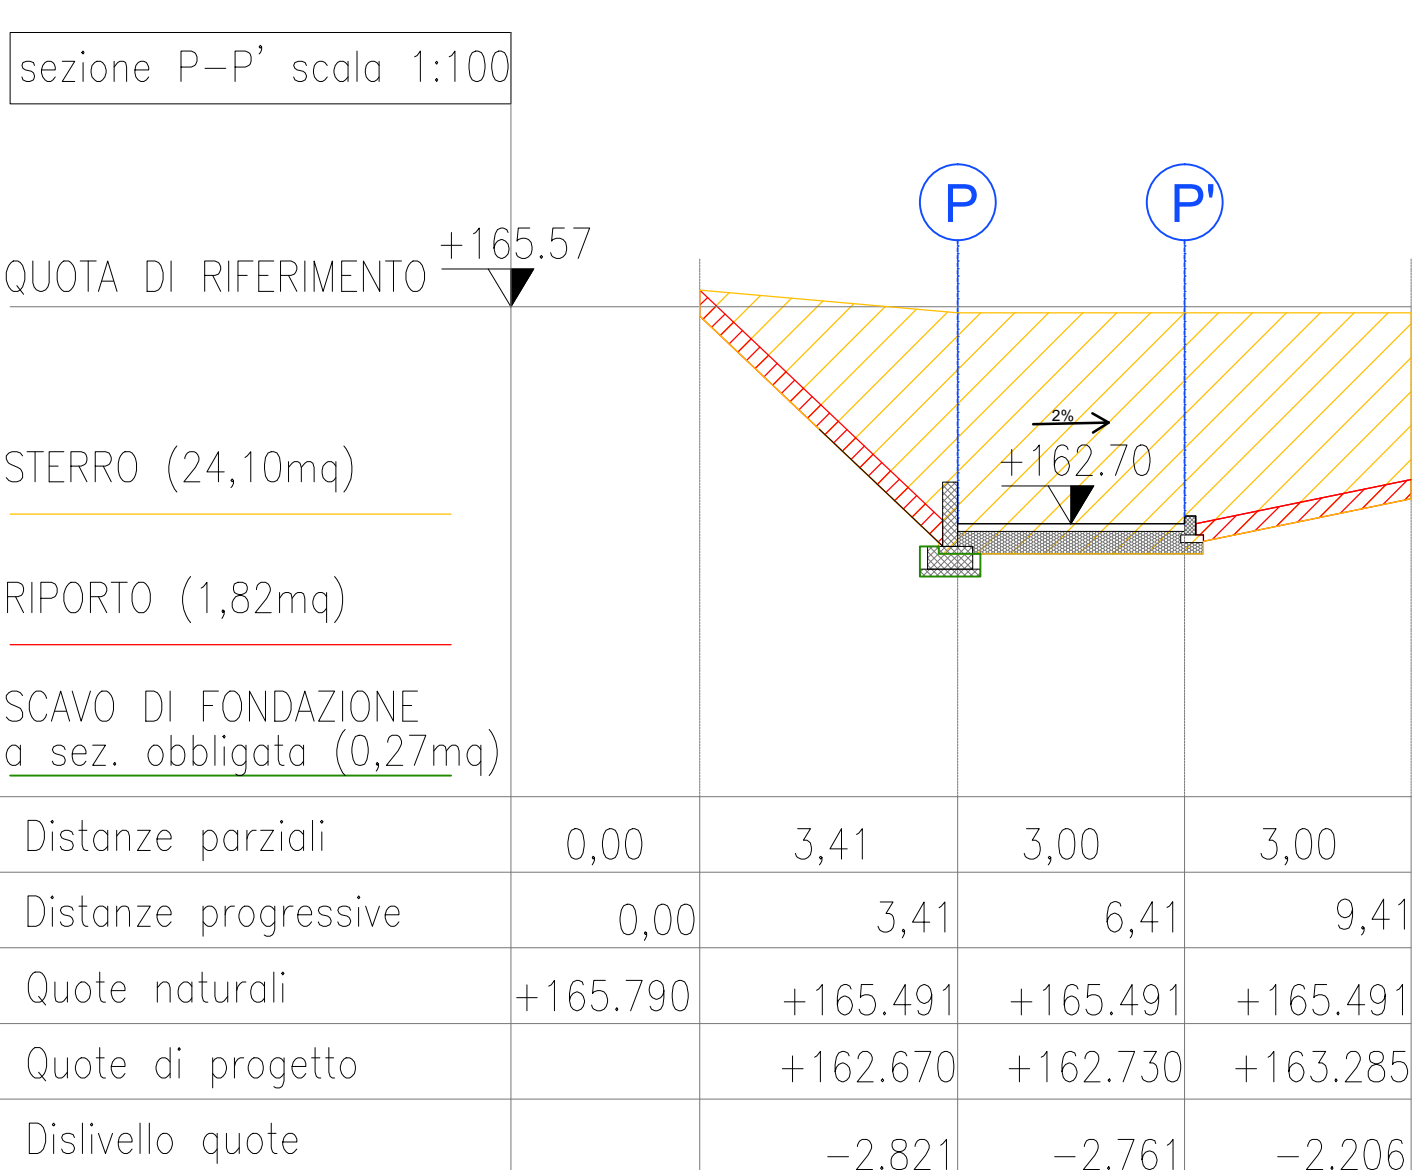 sezione P-P' scala 1:100
P P'
+165.57
QUOTA DI RIFERIMENTO
2%
+162.70
STERRO (24,10mq)
RIPORTO (1,82mq)
SCAVO DI FONDAZIONE
a sez. obbligata (0,27mq)
Distanze parziali 0,00 3,41 3,00 3,00
Distanze progressive 0,00 3,41 6,41 9,41
Quote naturali +165.790 +165.491 +165.491 +165.491
Quote di progetto +162.670 +162.730 +163.285
Dislivello quote -2.821 -2.761 -2.206